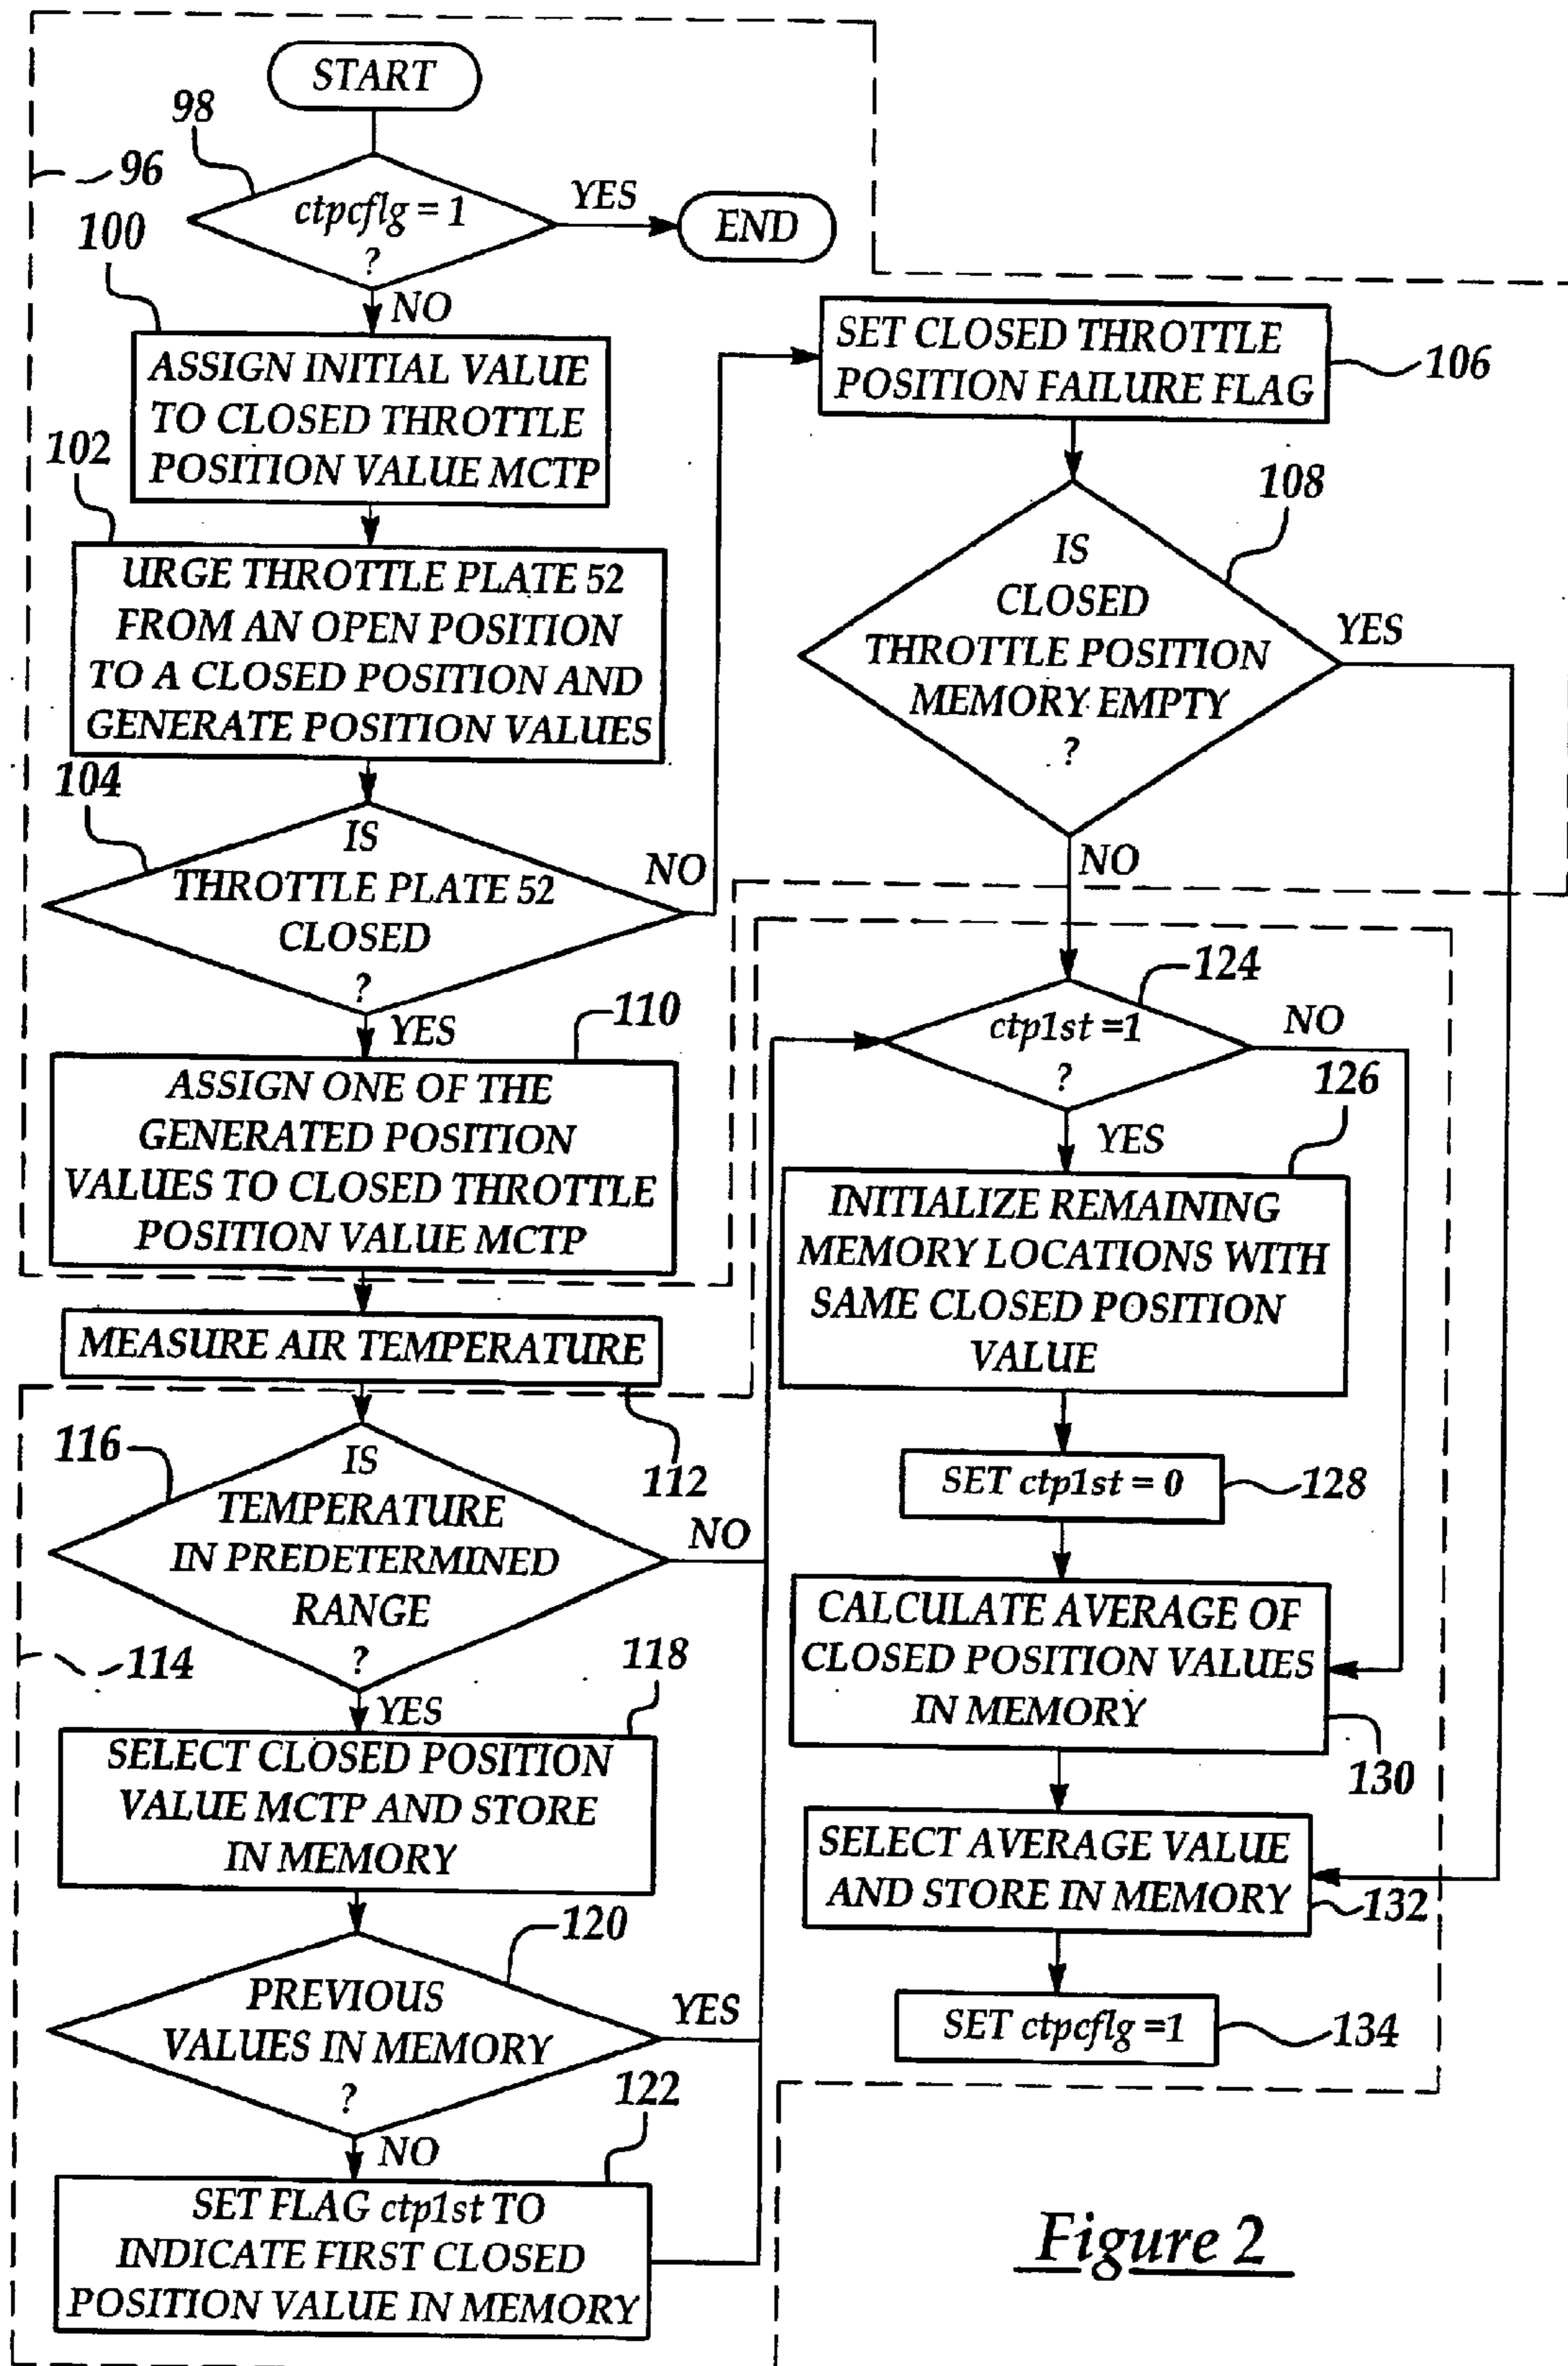 START
98
96
ctpcflg = 1
?
YES
END
100
NO
ASSIGN INITIAL VALUE
TO CLOSED THROTTLE
POSITION VALUE MCTP
102
URGE THROTTLE PLATE 52
FROM AN OPEN POSITION
TO A CLOSED POSITION AND
GENERATE POSITION VALUES
104
IS
THROTTLE PLATE 52
CLOSED
?
NO
YES
110
ASSIGN ONE OF THE
GENERATED POSITION
VALUES TO CLOSED THROTTLE
POSITION VALUE MCTP
MEASURE AIR TEMPERATURE
112
116
IS
TEMPERATURE
IN PREDETERMINED
RANGE
?
NO
114
YES
118
SELECT CLOSED POSITION
VALUE MCTP AND STORE
IN MEMORY
120
PREVIOUS
VALUES IN MEMORY
?
YES
NO
122
SET FLAG ctp1st TO
INDICATE FIRST CLOSED
POSITION VALUE IN MEMORY
SET CLOSED THROTTLE
POSITION FAILURE FLAG
106
108
IS
CLOSED
THROTTLE POSITION
MEMORY EMPTY
?
YES
NO
124
ctp1st =1
?
NO
YES
126
INITIALIZE REMAINING
MEMORY LOCATIONS WITH
SAME CLOSED POSITION
VALUE
SET ctp1st = 0
128
CALCULATE AVERAGE OF
CLOSED POSITION VALUES
IN MEMORY
130
SELECT AVERAGE VALUE
AND STORE IN MEMORY
132
SET ctpcflg =1
134
Figure 2